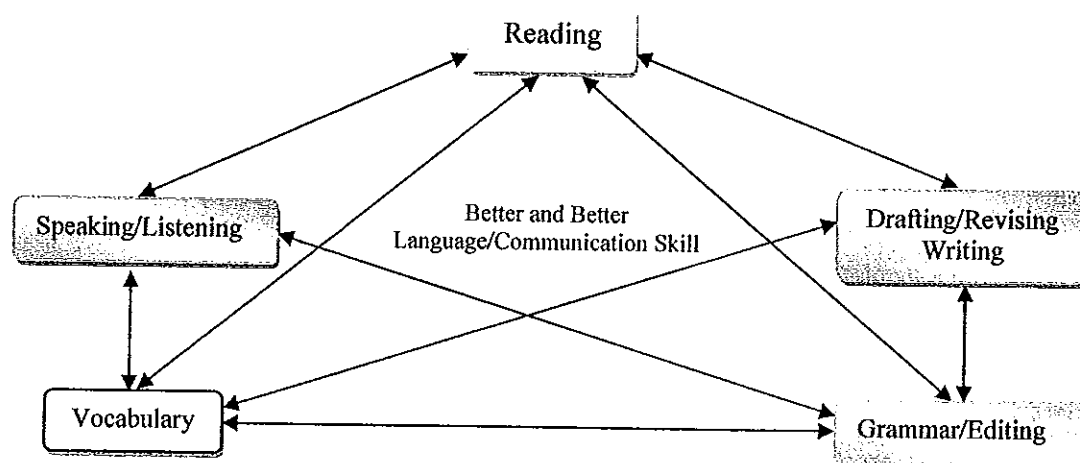 Reading
Speaking/Listening
Better and Better
Language/Communication Skill
Drafting/Revising
Writing
Vocabulary
Grammar/Editing